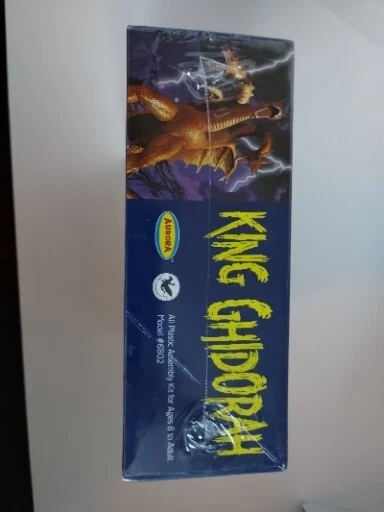 KING GHIDORAH
AURORA
All Plastic Assembly Kit for Ages 8 to Adult
Model #6802